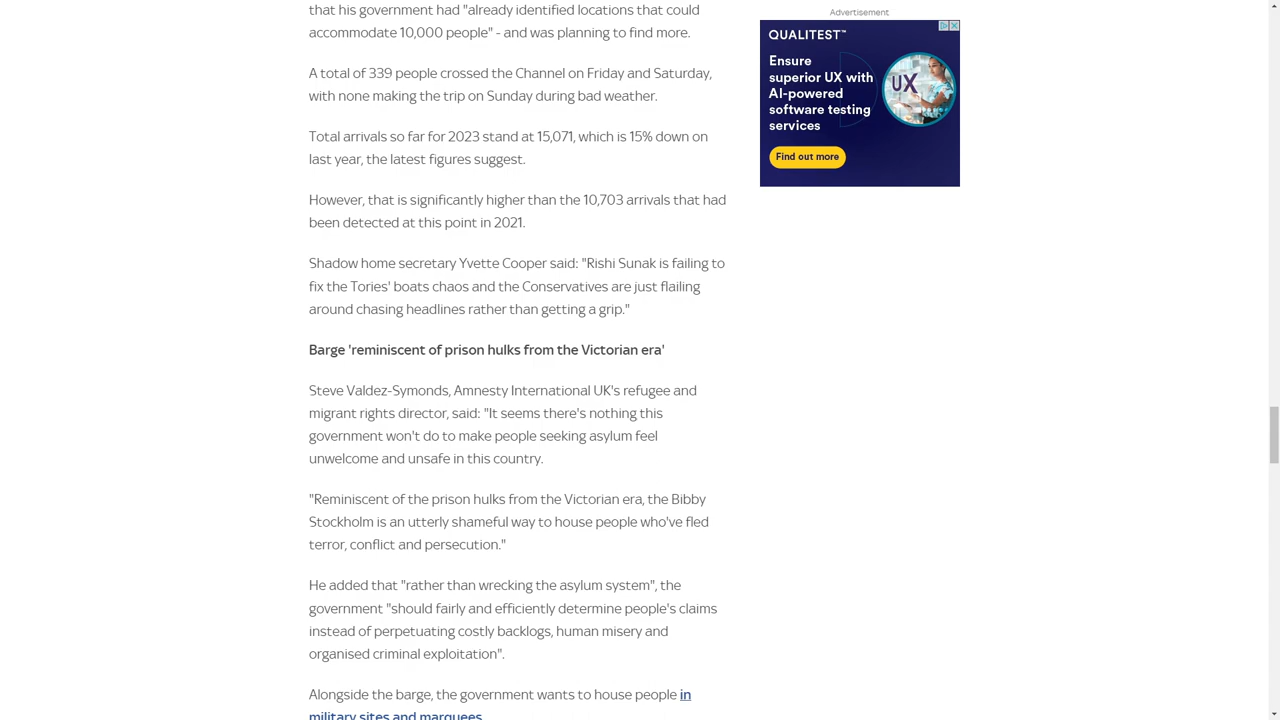 that his government had "already identified locations that could
accommodate 10,000 people" - and was planning to find more.
A total of 339 people crossed the Channel on Friday and Saturday,
with none making the trip on Sunday during bad weather.
Total arrivals so far for 2023 stand at 15,071, which is 15% down on
last year, the latest figures suggest.
However, that is significantly higher than the 10,703 arrivals that had
been detected at this point in 2021.
Shadow home secretary Yvette Cooper said: "Rishi Sunak is failing to
fix the Tories' boats chaos and the Conservatives are just flailing
around chasing headlines rather than getting a grip."
Barge 'reminiscent of prison hulks from the Victorian era'
Steve Valdez-Symonds, Amnesty International UK's refugee and
migrant rights director, said: "It seems there's nothing this
government won't do to make people seeking asylum feel
unwelcome and unsafe in this country.
"Reminiscent of the prison hulks from the Victorian era, the Bibby
Stockholm is an utterly shameful way to house people who've fled
terror, conflict and persecution."
He added that "rather than wrecking the asylum system", the
government "should fairly and efficiently determine people's claims
instead of perpetuating costly backlogs, human misery and
organised criminal exploitation".
Alongside the barge, the government wants to house people in
military sites and marquees.
Advertisement
QUALITEST™
Ensure
superior UX with
AI-powered
software testing
services
UX
Find out more